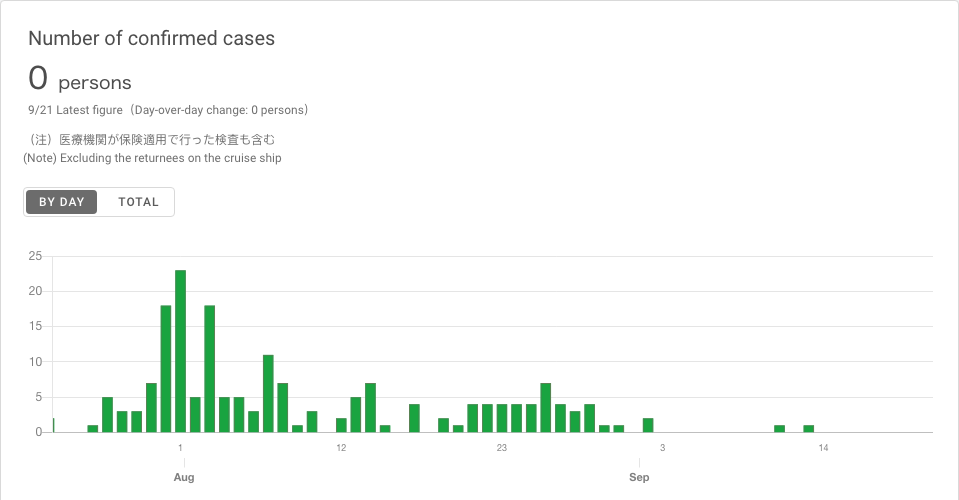 Number of confirmed cases
0 persons
9/21 Latest figure（Day-over-day change: 0 persons）
（注）医療機関が保険適用で行った検査も含む
(Note) Excluding the returnees on the cruise ship
BY DAY TOTAL
25
20
15
10
5
0
1 12 23 3 14
Aug Sep